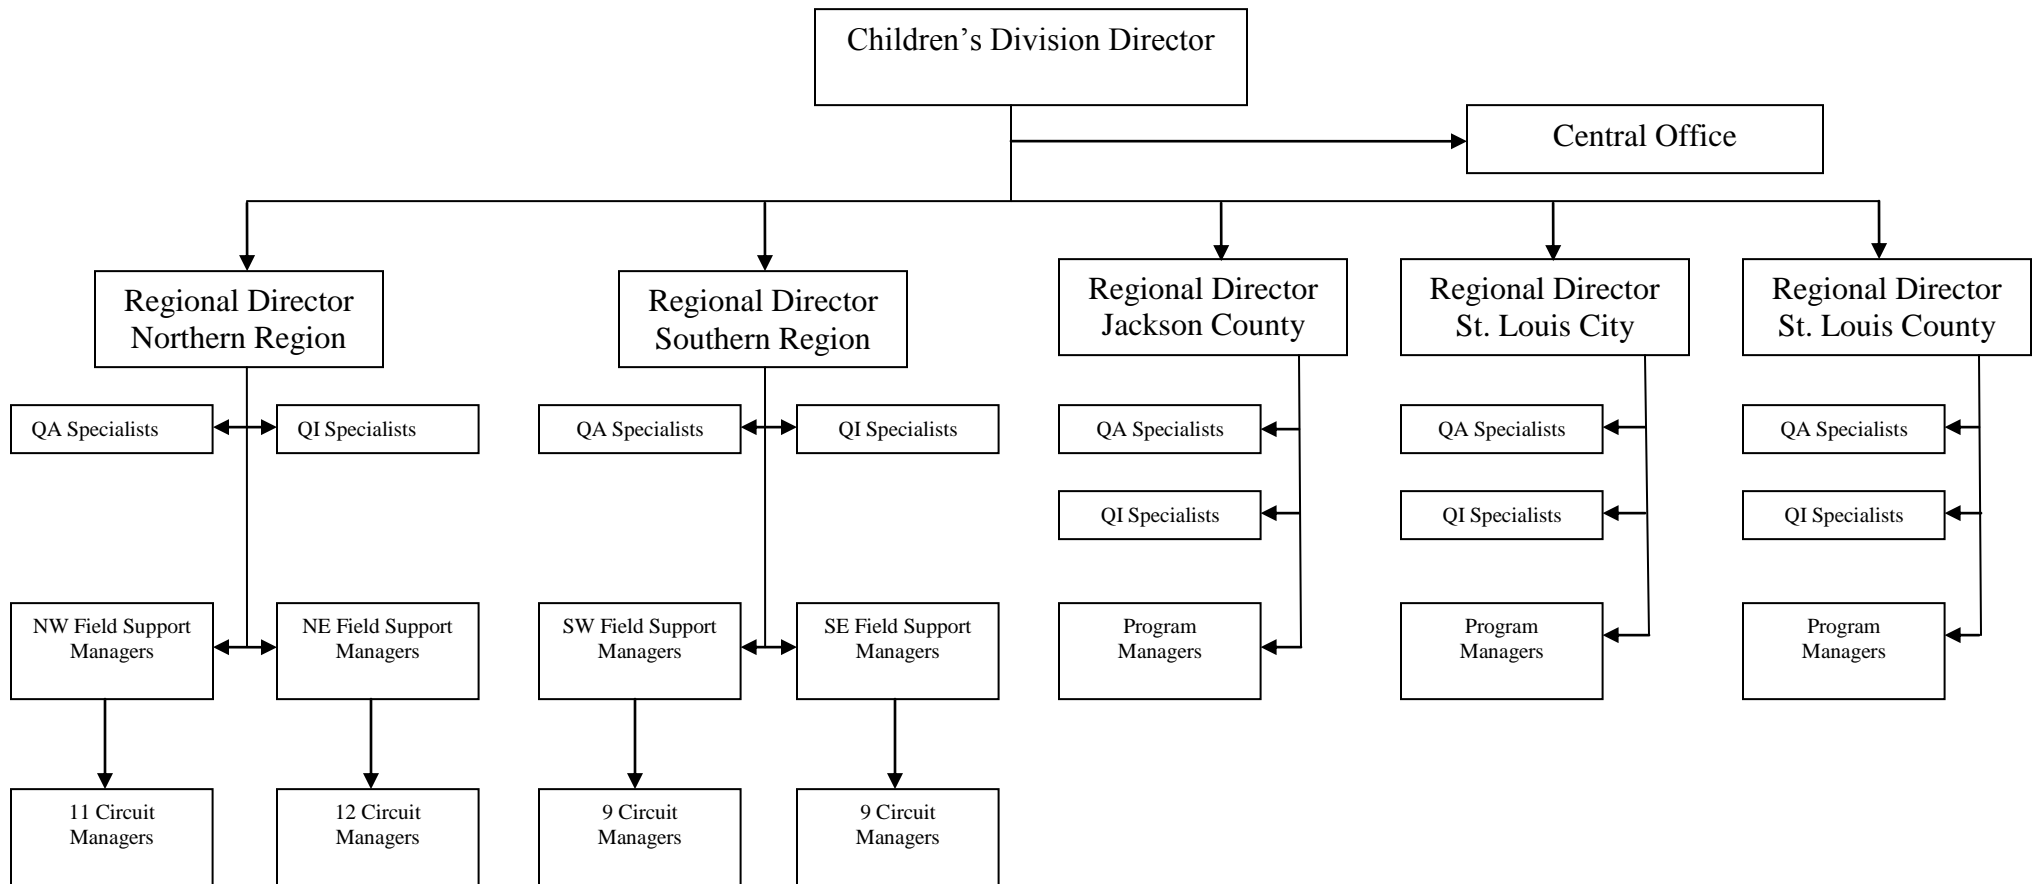 Children’s Division Director
Central Office
Regional Director
Northern Region
Regional Director
Southern Region
Regional Director
Jackson County
Regional Director
St. Louis City
Regional Director
St. Louis County
QA Specialists
QI Specialists
QA Specialists
QI Specialists
QA Specialists
QA Specialists
QA Specialists
QI Specialists
QI Specialists
QI Specialists
NW Field Support
Managers
NE Field Support
Managers
SW Field Support
Managers
SE Field Support
Managers
Program
Managers
Program
Managers
Program
Managers
11 Circuit
Managers
12 Circuit
Managers
9 Circuit
Managers
9 Circuit
Managers